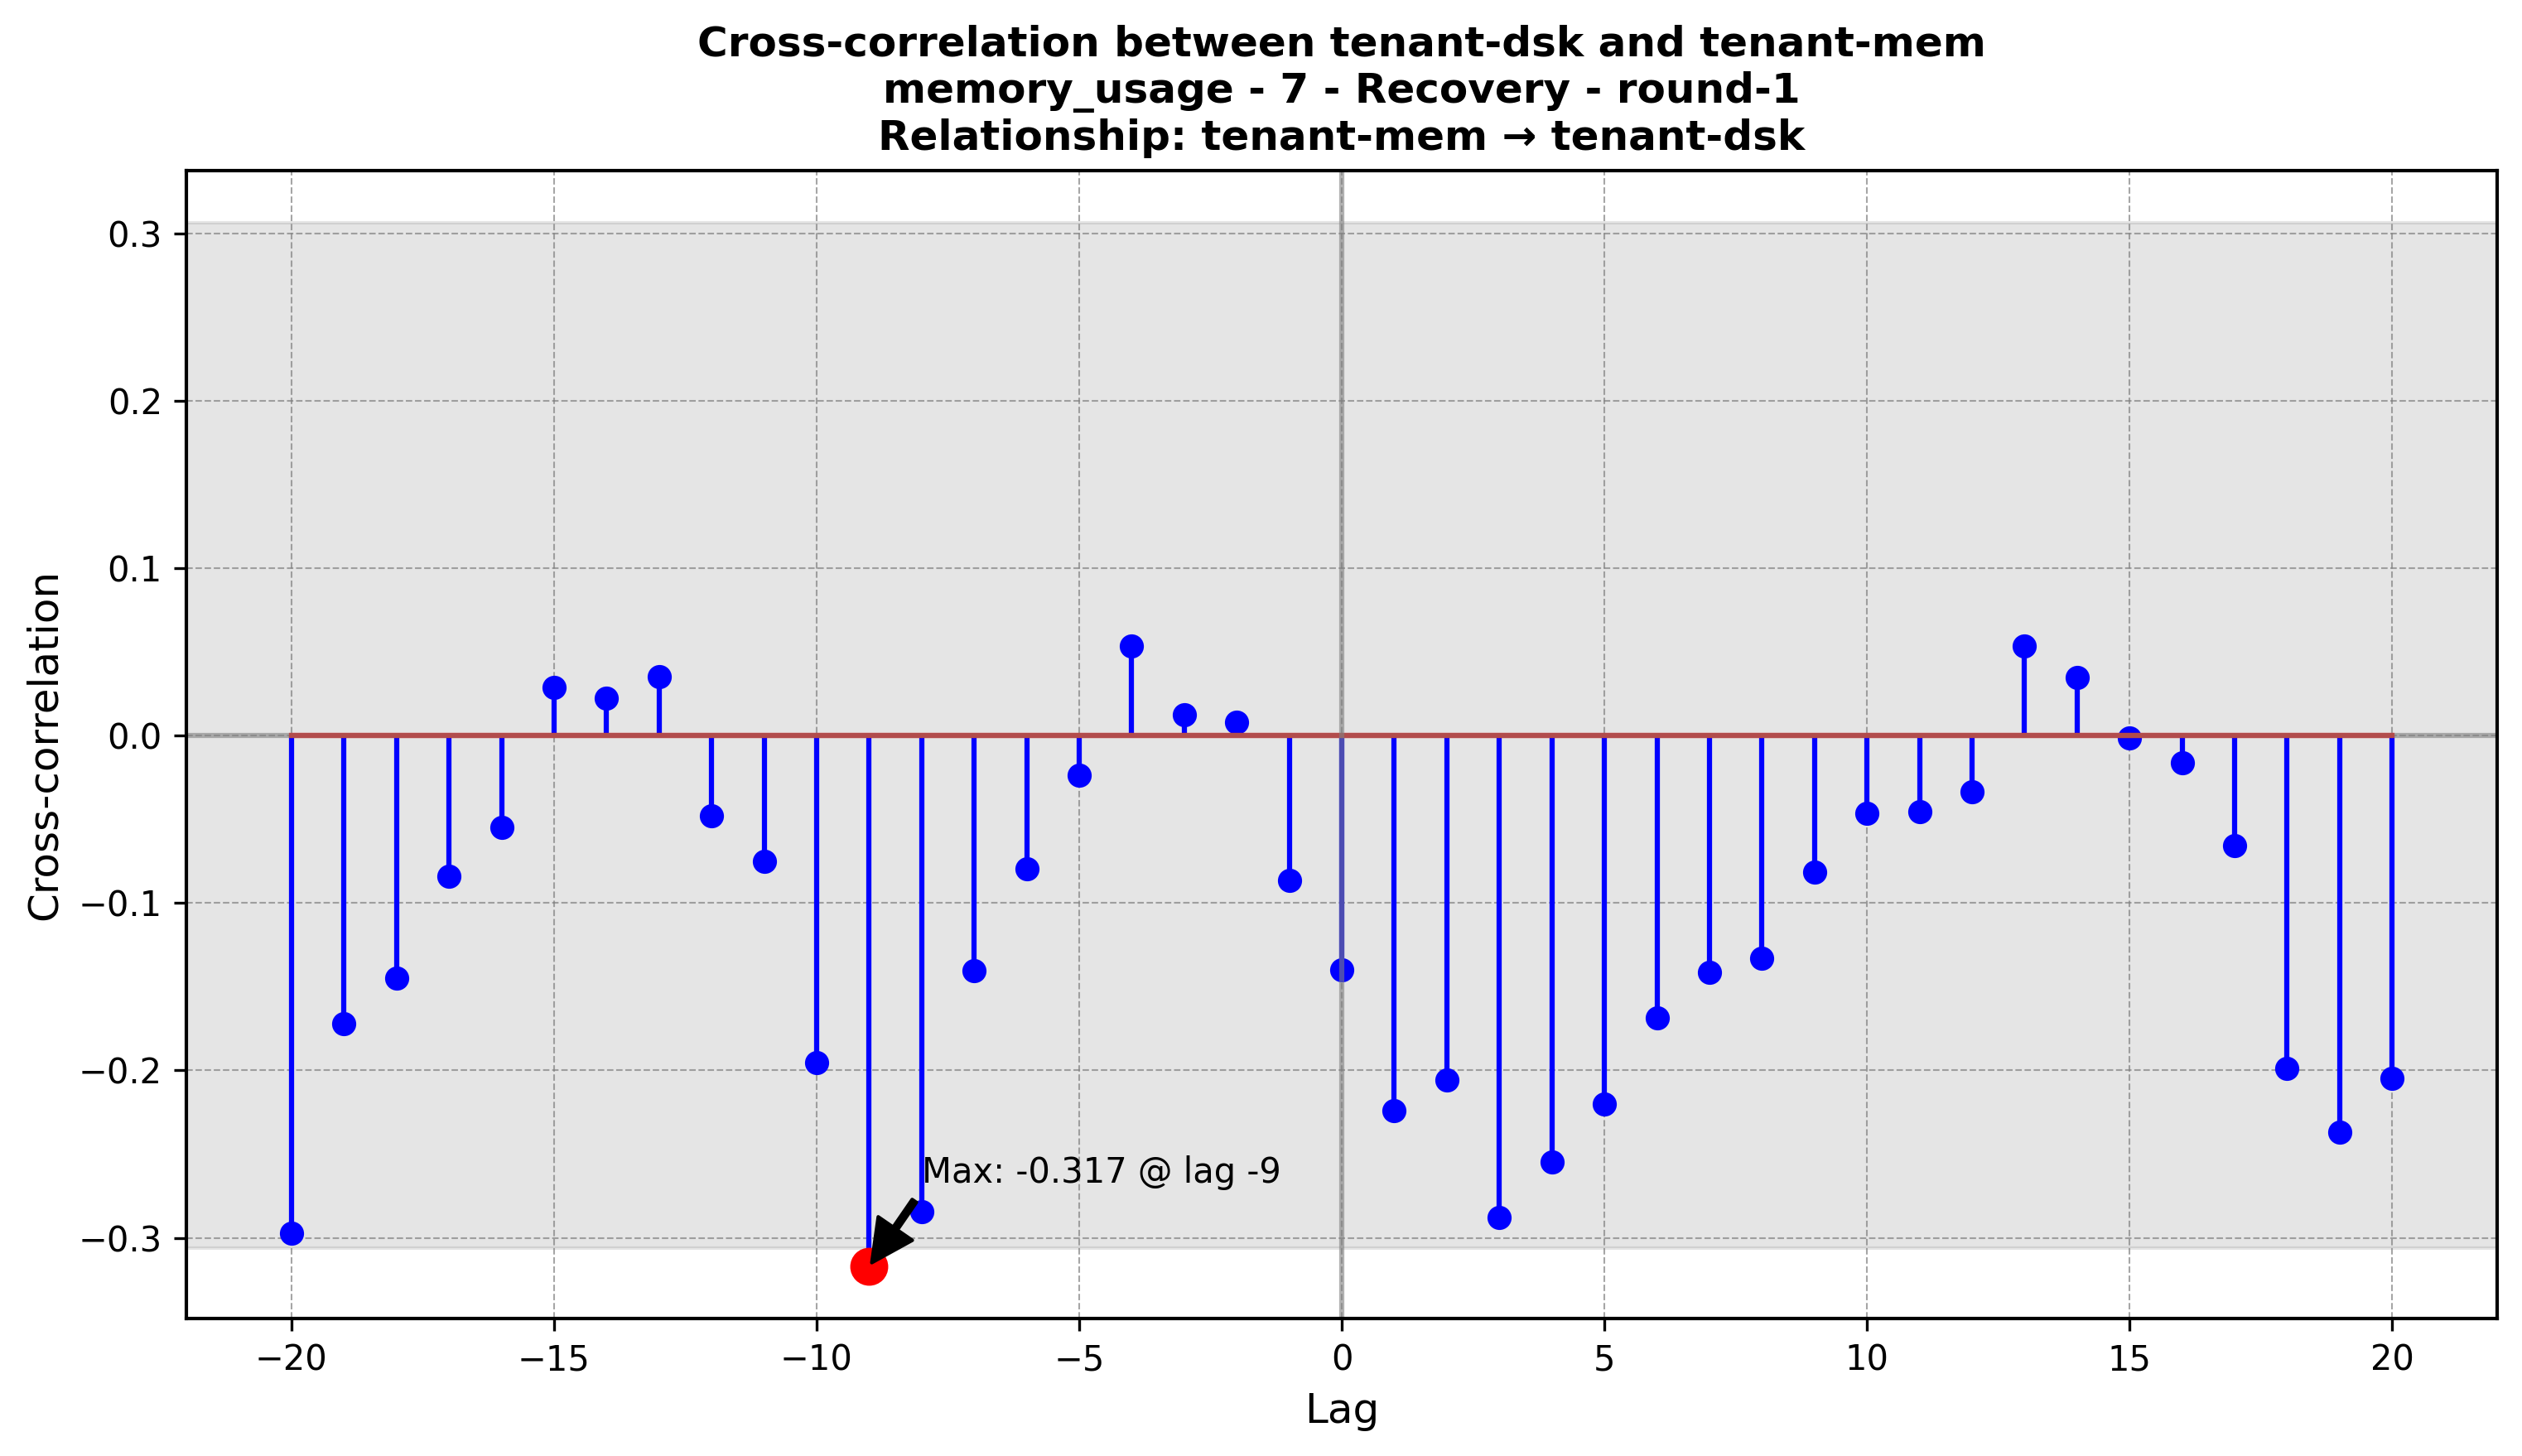 Cross-correlation between tenant-dsk and tenant-mem
memory_usage - 7 - Recovery - round-1
Relationship: tenant-mem → tenant-dsk
0.3
0.2
0.1
0.0
−0.1
−0.2
−0.3
Cross-correlation
Max: -0.317 @ lag -9
−20 −15 −10 −5 0 5 10 15 20
Lag